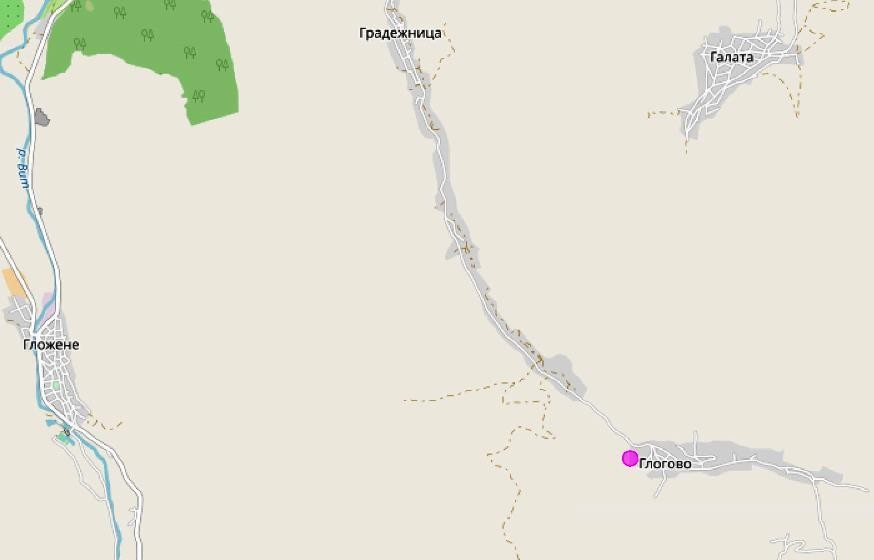 Градежница
Галата
р. Вит
Гложене
Глогово